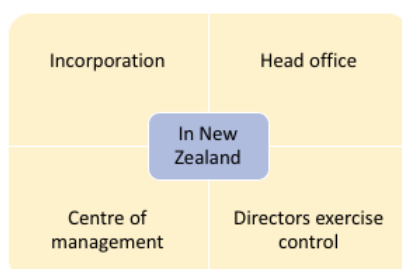 Incorporation
Head office
In New
Zealand
Centre of
management
Directors exercise
control